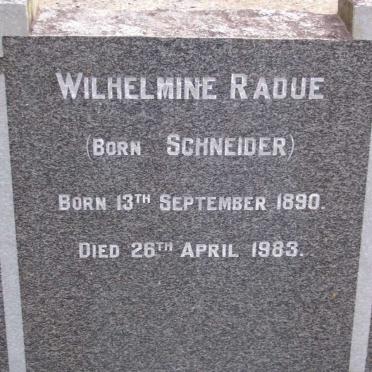 WILHELMINE RADUE
(BORN SCHNEIDER)
BORN 13TH SEPTEMBER 1890.
DIED 26TH APRIL 1983.